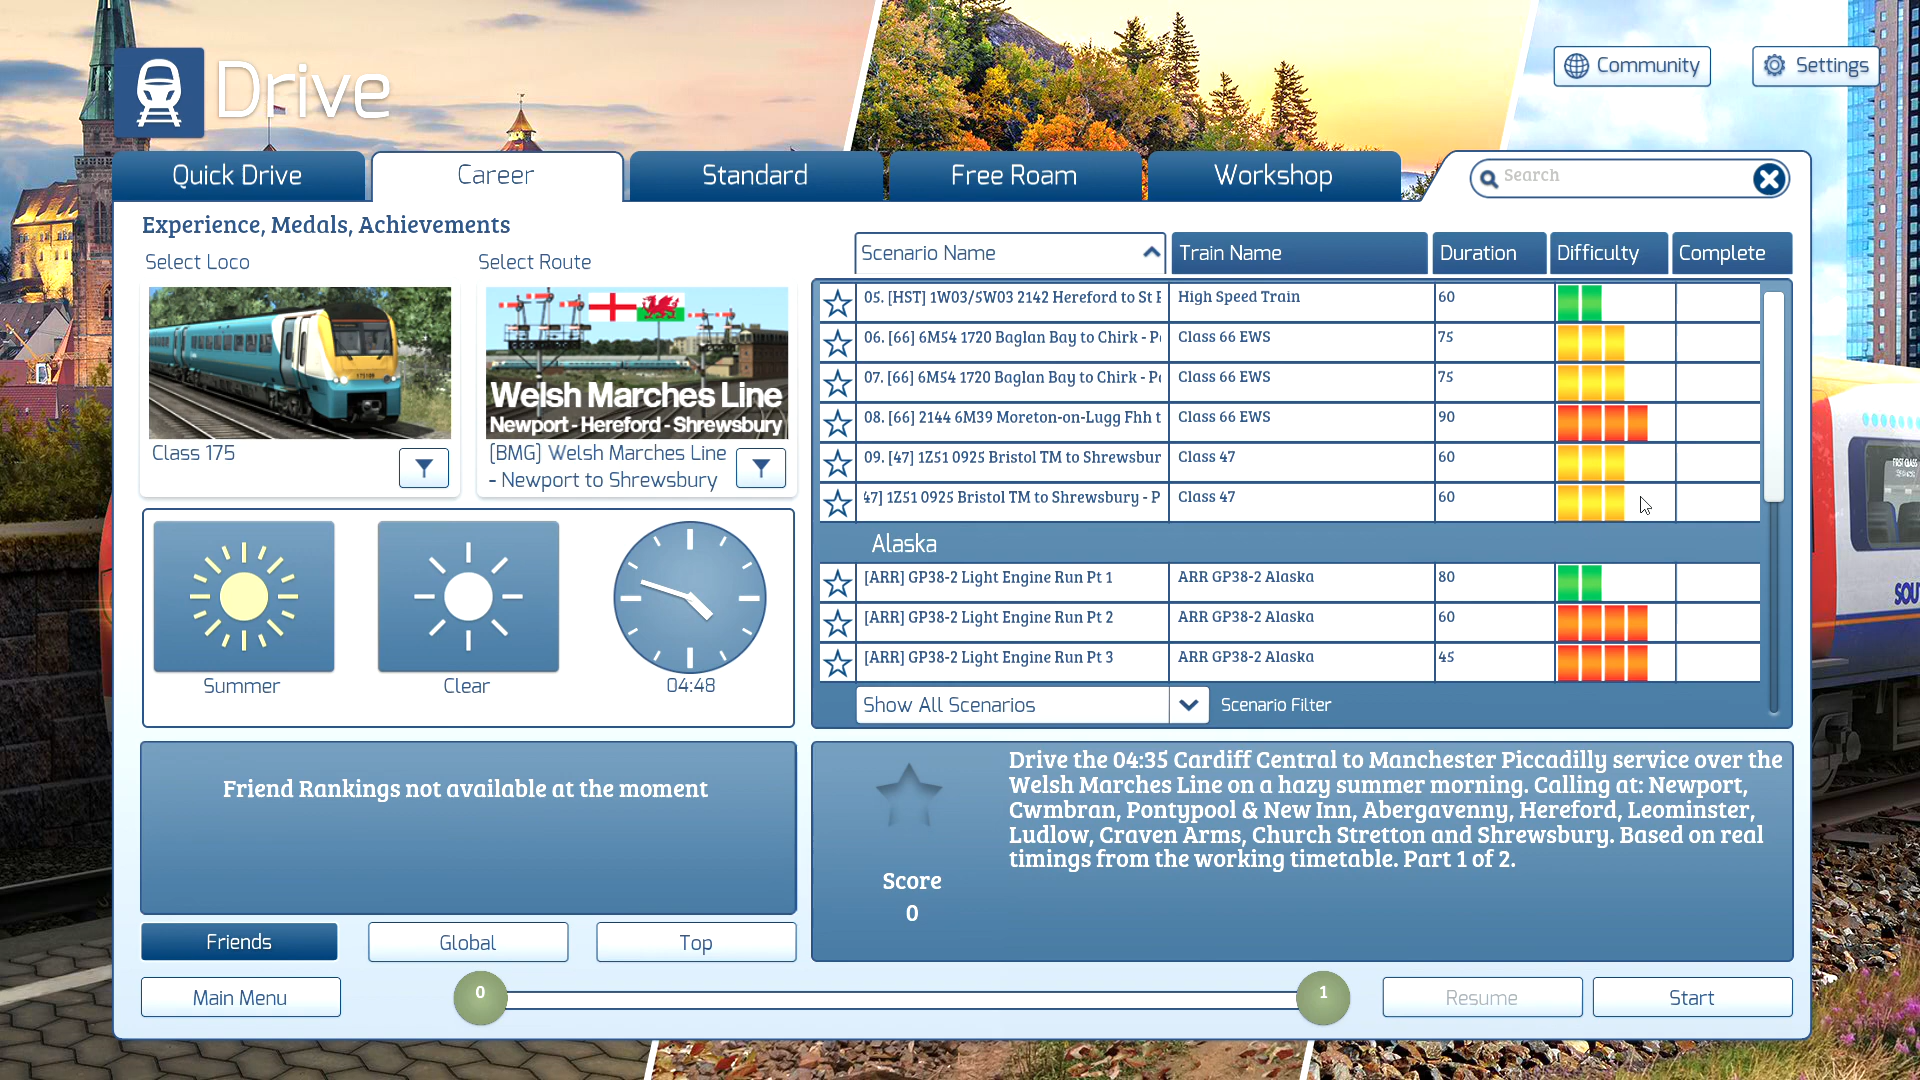 Drive
Community
Settings
Quick Drive
Career
Standard
Free Roam
Workshop
Search
Experience, Medals, Achievements
Select Loco
Select Route
Class 175
Welsh Marches Line
Newport - Hereford - Shrewsbury
[BMG] Welsh Marches Line
- Newport to Shrewsbury
Summer
Clear
04:48
Scenario Name
Train Name
Duration
Difficulty
Complete
05. [HST] 1W03/5W03 2142 Hereford to St
High Speed Train
60
06. [66] 6M54 1720 Baglan Bay to Chirk -
Class 66 EWS
75
07. [66] 6M54 1720 Baglan Bay to Chirk -
Class 66 EWS
75
08. [66] 2144 6M39 Moreton-on-Lugg Fhh t
Class 66 EWS
90
09. [47] 1Z51 0925 Bristol TM to Shrewsbur
Class 47
60
47] 1Z51 0925 Bristol TM to Shrewsbury - P
Class 47
60
Alaska
[ARR] GP38-2 Light Engine Run Pt 1
ARR GP38-2 Alaska
80
[ARR] GP38-2 Light Engine Run Pt 2
ARR GP38-2 Alaska
60
[ARR] GP38-2 Light Engine Run Pt 3
ARR GP38-2 Alaska
45
Show All Scenarios
Scenario Filter
Friend Rankings not available at the moment
Score
0
Drive the 04:35 Cardiff Central to Manchester Piccadilly service over the
Welsh Marches Line on a hazy summer morning. Calling at: Newport,
Cwmbran, Pontypool & New Inn, Abergavenny, Hereford, Leominster,
Ludlow, Craven Arms, Church Stretton and Shrewsbury. Based on real
timings from the working timetable. Part 1 of 2.
Friends
Global
Top
Main Menu
0
1
Resume
Start
FIRST CLASS
SOU